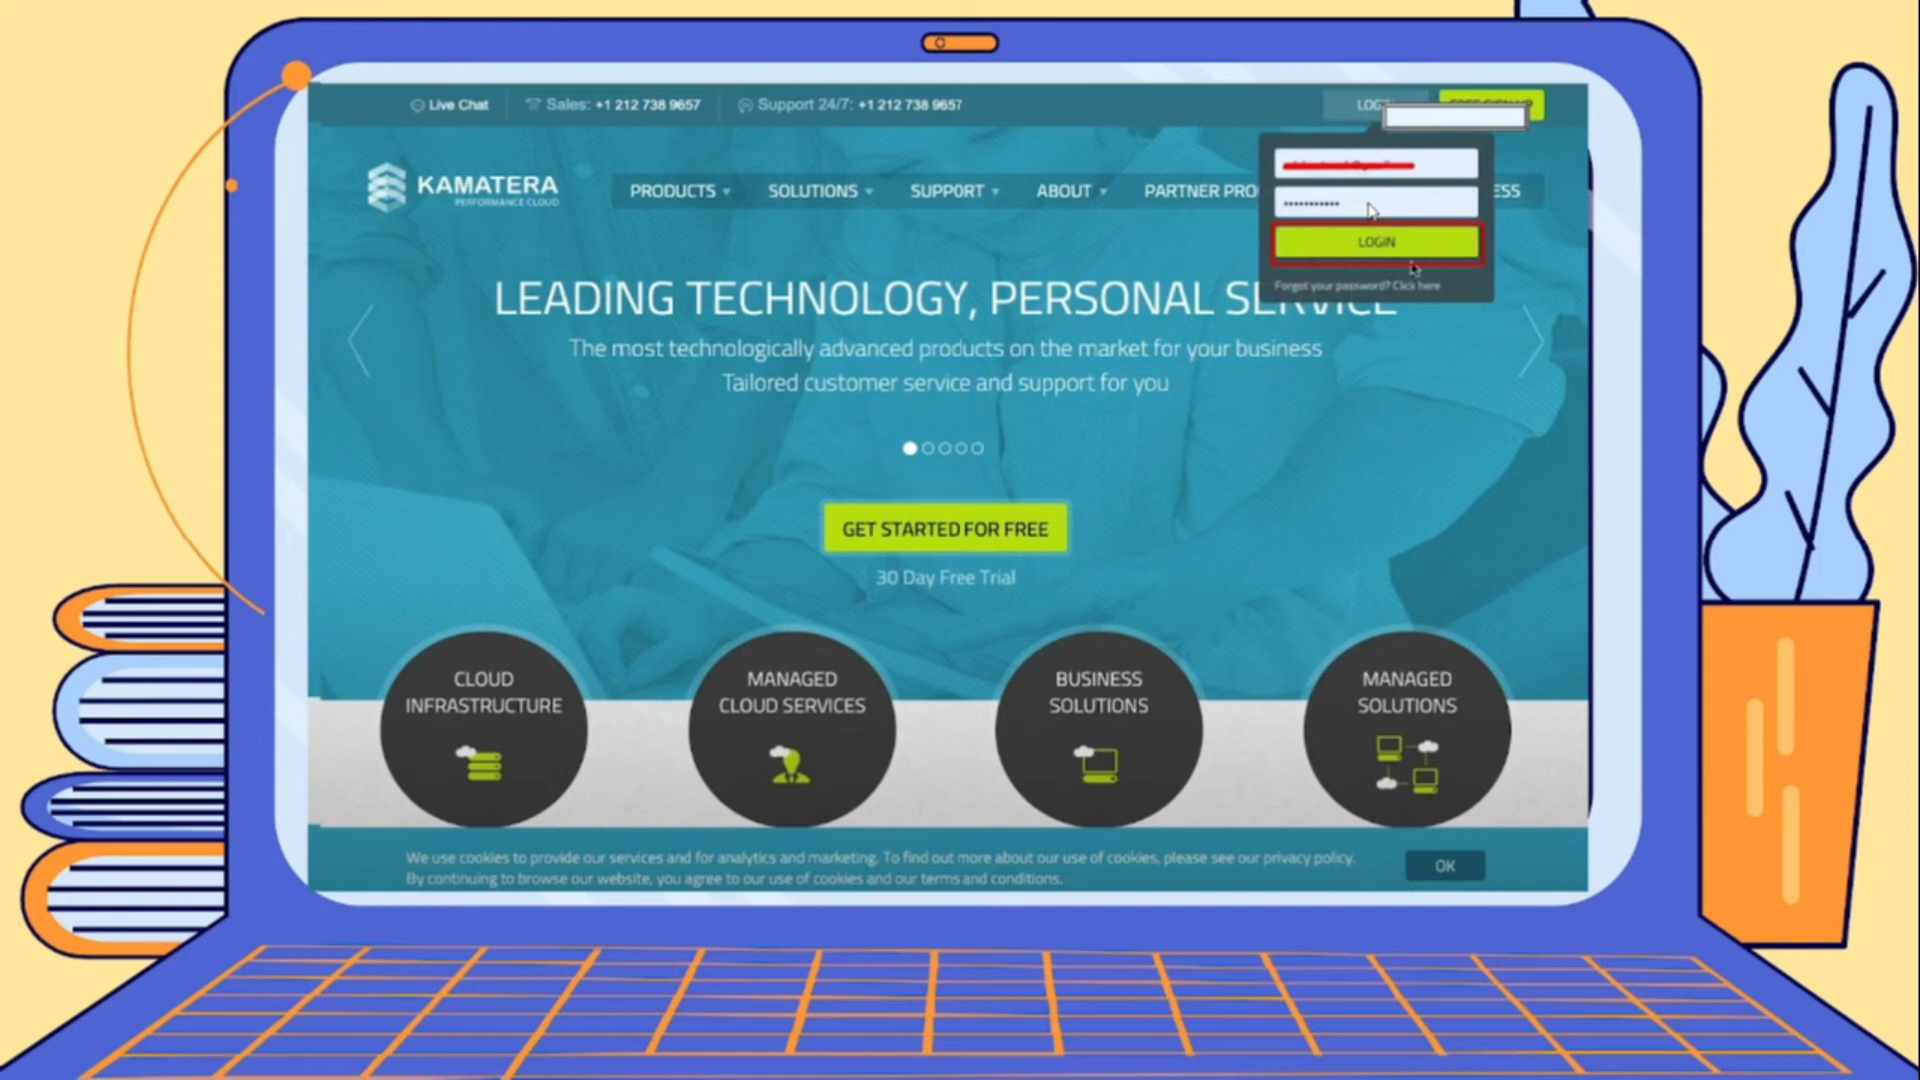 Live Chat
Sales: +1 212 738 9657
Support 24/7: +1 212 738 9657
KAMATERA
PERFORMANCE CLOUD
PRODUCTS
SOLUTIONS
SUPPORT
ABOUT
PARTNER
LOGIN
Forgot your password? Click here
LEADING TECHNOLOGY, PERSONAL SERVICE
The most technologically advanced products on the market for your business
Tailored customer service and support for you
GET STARTED FOR FREE
30 Day Free Trial
CLOUD
INFRASTRUCTURE
MANAGED
CLOUD SERVICES
BUSINESS
SOLUTIONS
MANAGED
SOLUTIONS
We use cookies to provide our services and for analytics and marketing. To find out more about our use of cookies, please see our privacy policy.
By continuing to browse our website, you agree to our use of cookies and our terms and conditions.
OK